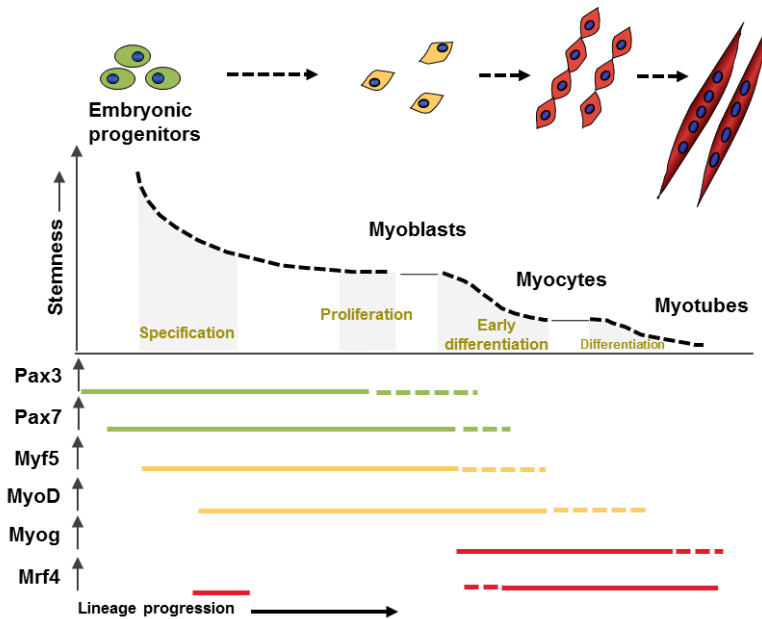 Embryonic
progenitors
Stemness
Myoblasts
Myocytes
Myotubes
Specification
Proliferation
Early
differentiation
Differentiation
Pax3
Pax7
Myf5
MyoD
Myog
Mrf4
Lineage progression